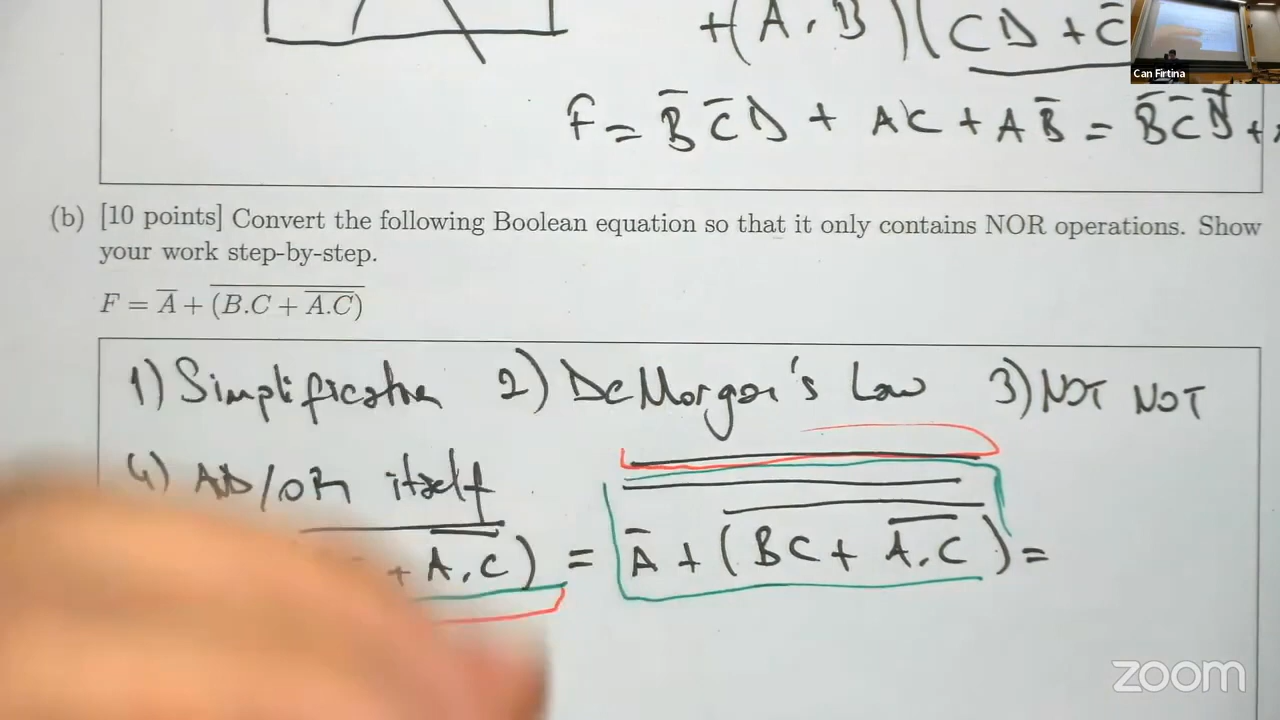 +(A.B)(CD + C̅
Can Firtina
F = B̅ C̅ D + AC + A B̅ = B̅ C̅ D +
(b) [10 points] Convert the following Boolean equation so that it only contains NOR operations. Show
your work step-by-step.
F = A̅ + (B.C + A.C)
1) Simplification 2) DeMorgan's Law 3) NOT NOT
4) AND/OR itself
+ A.C) = A̅ + (BC + A.C) =
zoom